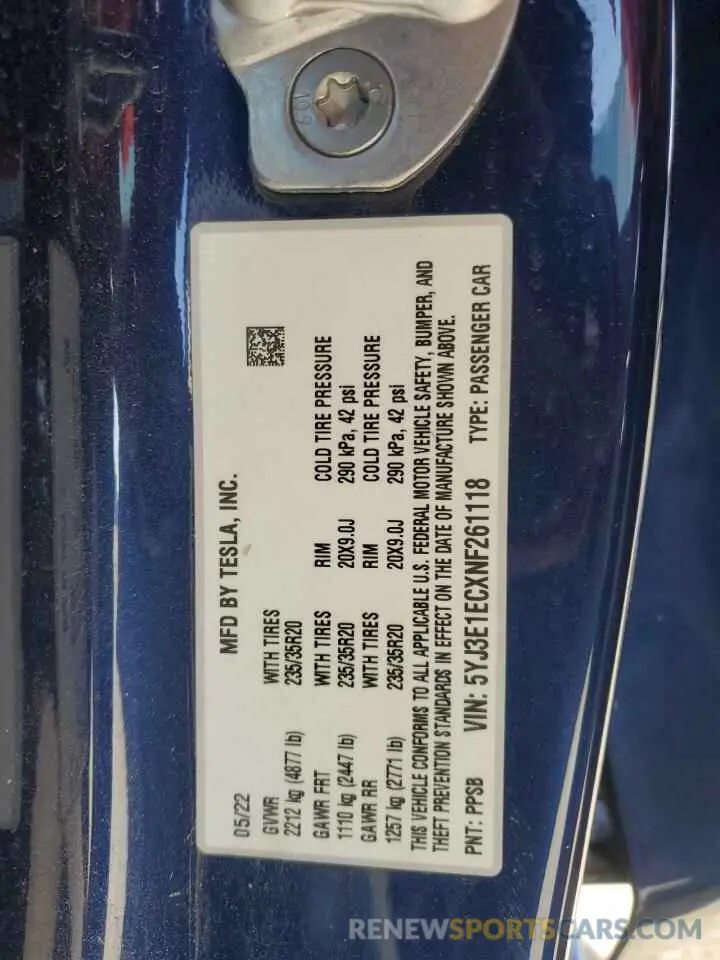 MFD BY TESLA, INC.
05/22
GVWR WITH TIRES
2212 kg (4877 lb) 235/35R20
GAWR FRT WITH TIRES RIM COLD TIRE PRESSURE
1110 kg (2447 lb) 235/35R20 20X9.0J 290 kPa, 42 psi
GAWR RR WITH TIRES RIM COLD TIRE PRESSURE
1257 kg (2771 lb) 235/35R20 20X9.0J 290 kPa, 42 psi
THIS VEHICLE CONFORMS TO ALL APPLICABLE U.S. FEDERAL MOTOR VEHICLE SAFETY, BUMPER, AND
THEFT PREVENTION STANDARDS IN EFFECT ON THE DATE OF MANUFACTURE SHOWN ABOVE.
PNT: PPSB VIN: 5YJ3E1ECXNF261118 TYPE: PASSENGER CAR
RENEWSPORTSCARS.COM